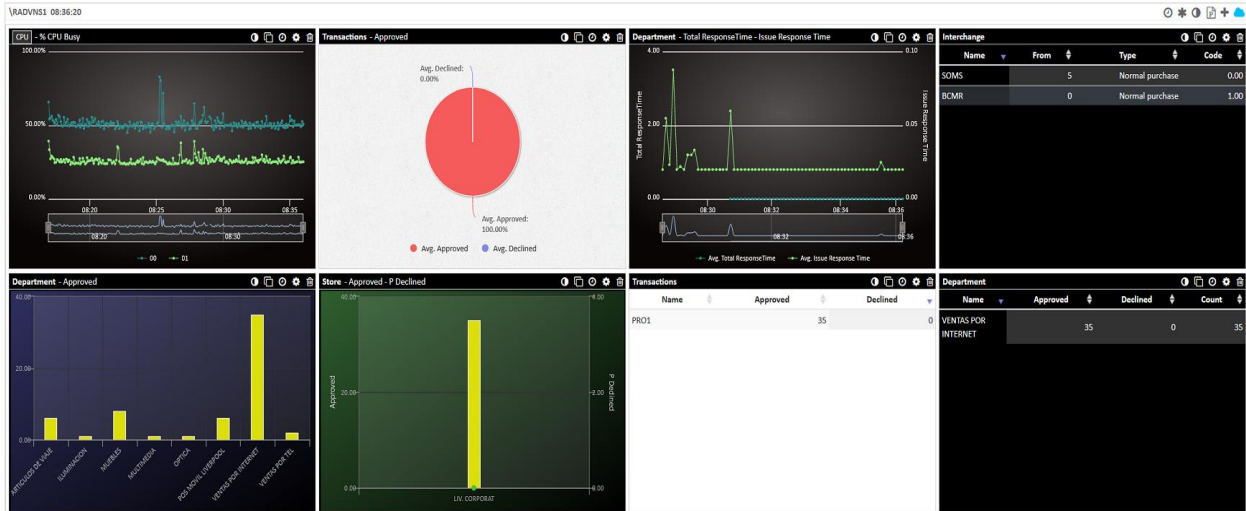 \RADVNS1 08:36:20
CPU - % CPU Busy
100.00%
50.00%
0.00%
08:20 08:25 08:30 08:35
08:20 08:30
00 01
Transactions - Approved
Avg. Declined:
0.00%
Avg. Approved:
100.00%
Avg. Approved Avg. Declined
Department - Total ResponseTime - Issue Response Time
4.00 0.10
2.00 0.05
0.00 0.00
Total ResponseTime
Issue Response Time
08:30 08:32 08:34 08:36
08:32 08:36
Avg. Total ResponseTime Avg. Issue Response Time
Interchange
Name From Type Code
SOMS 5 Normal purchase 0.00
BCMR 0 Normal purchase 1.00
Department - Approved
40.00
20.00
0.00
ARTICULOS DE VIAJE
ILUMINACION
MUEBLES
MULTIMEDIA
OPTICA
POS MOVIL LIVERPOOL
VENTAS POR INTERNET
VENTAS POR TEL
Store - Approved - P Declined
40.00 4.00
20.00 2.00
0.00 0.00
Approved
P Declined
LIV. CORPORAT
Transactions
Name Approved Declined
PRO1 35 0
Department
Name Approved Declined Count
VENTAS POR
INTERNET 35 0 35